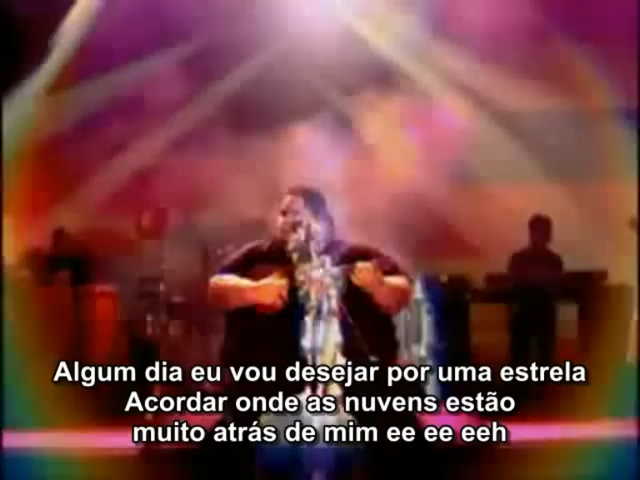 Algum dia eu vou desejar por uma estrela
Acordar onde as nuvens estão
muito atrás de mim ee ee eeh